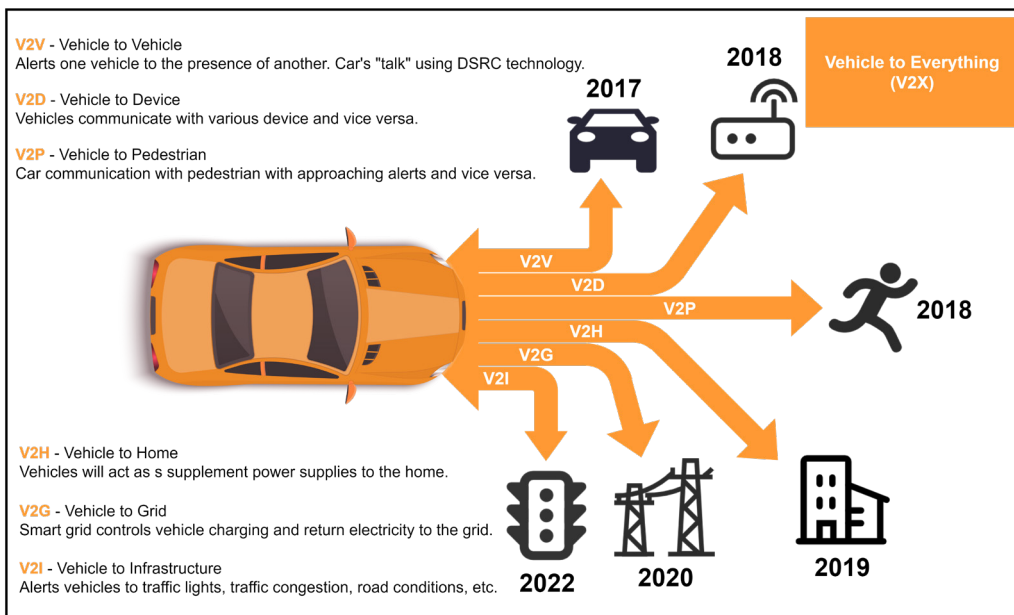 V2V - Vehicle to Vehicle
Alerts one vehicle to the presence of another. Car's "talk" using DSRC technology.
V2D - Vehicle to Device
Vehicles communicate with various device and vice versa.
V2P - Vehicle to Pedestrian
Car communication with pedestrian with approaching alerts and vice versa.
2017
2018
Vehicle to Everything
(V2X)
V2V
V2D
V2P
2018
V2H
V2G
V2I
V2H - Vehicle to Home
Vehicles will act as s supplement power supplies to the home.
V2G - Vehicle to Grid
Smart grid controls vehicle charging and return electricity to the grid.
V2I - Vehicle to Infrastructure
Alerts vehicles to traffic lights, traffic congestion, road conditions, etc.
2022
2020
2019